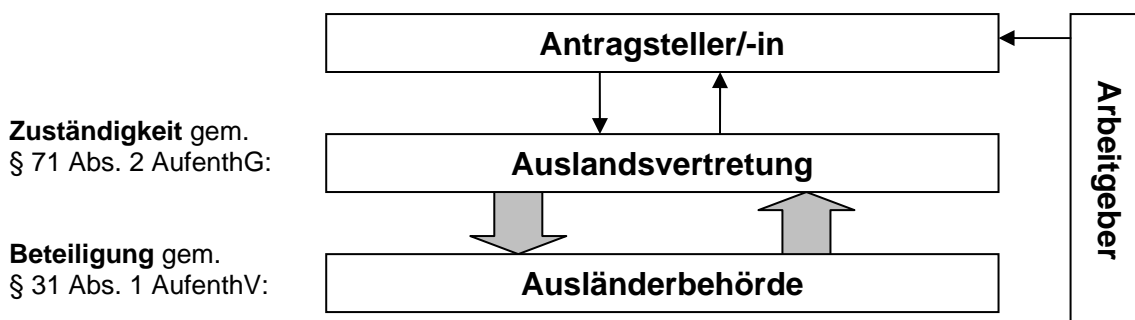 Antragsteller/-in
Arbeitgeber
Zuständigkeit gem.
§ 71 Abs. 2 AufenthG:
Auslandsvertretung
Beteiligung gem.
§ 31 Abs. 1 AufenthV:
Ausländerbehörde